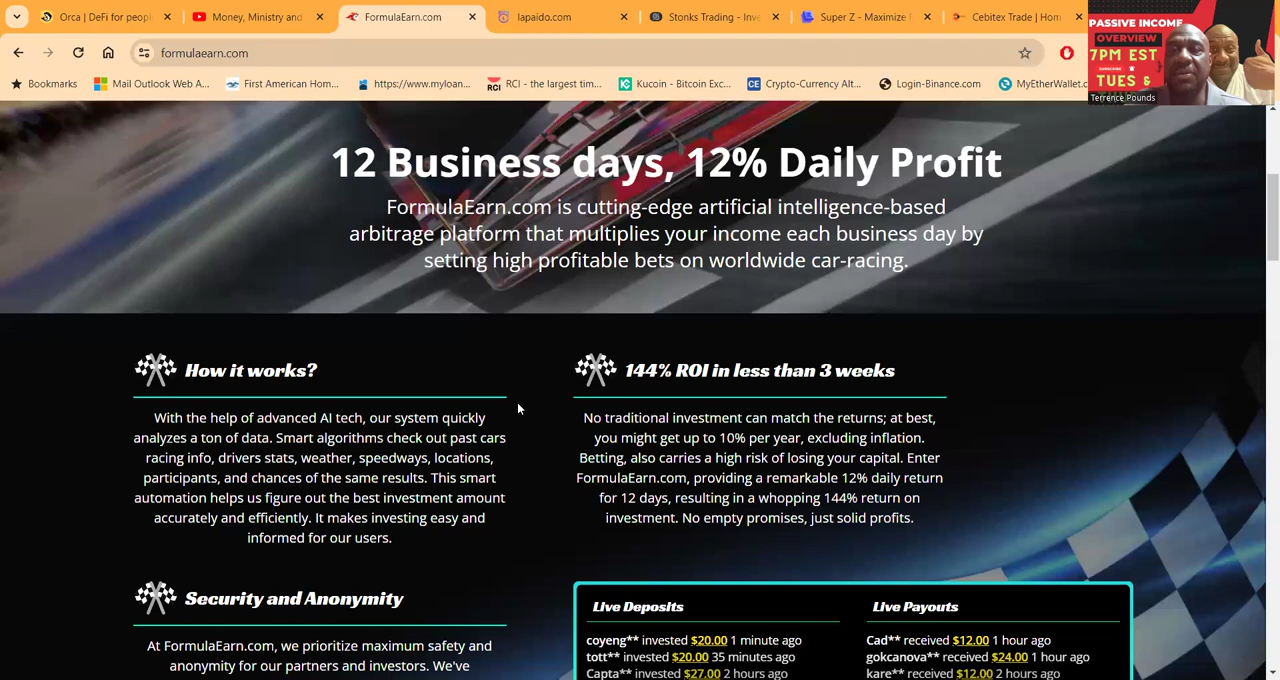 Orca | DeFi for peopl
Money, Ministry and
FormulaEarn.com
lapaido.com
Stonks Trading - Inve
Super Z - Maximize
Cebitex Trade | Hom
formulaearn.com
Bookmarks
Mail Outlook Web A...
First American Hom...
https://www.myloan...
RCI - the largest tim...
Kucoin - Bitcoin Exc...
Crypto-Currency Alt...
Login-Binance.com
MyEtherWallet.c
PASSIVE INCOME
OVERVIEW
7PM EST
TUES &
Terrence Pounds
12 Business days, 12% Daily Profit
FormulaEarn.com is cutting-edge artificial intelligence-based
arbitrage platform that multiplies your income each business day by
setting high profitable bets on worldwide car-racing.
How it works?
With the help of advanced AI tech, our system quickly
analyzes a ton of data. Smart algorithms check out past cars
racing info, drivers stats, weather, speedways, locations,
participants, and chances of the same results. This smart
automation helps us figure out the best investment amount
accurately and efficiently. It makes investing easy and
informed for our users.
144% ROI in less than 3 weeks
No traditional investment can match the returns; at best,
you might get up to 10% per year, excluding inflation.
Betting, also carries a high risk of losing your capital. Enter
FormulaEarn.com, providing a remarkable 12% daily return
for 12 days, resulting in a whopping 144% return on
investment. No empty promises, just solid profits.
Security and Anonymity
At FormulaEarn.com, we prioritize maximum safety and
anonymity for our partners and investors. We've
Live Deposits
coyeng** invested $20.00 1 minute ago
tott** invested $20.00 35 minutes ago
Capta** invested $27.00 2 hours ago
Live Payouts
Cad** received $12.00 1 hour ago
gokcanova** received $24.00 1 hour ago
kare** received $12.00 2 hours ago